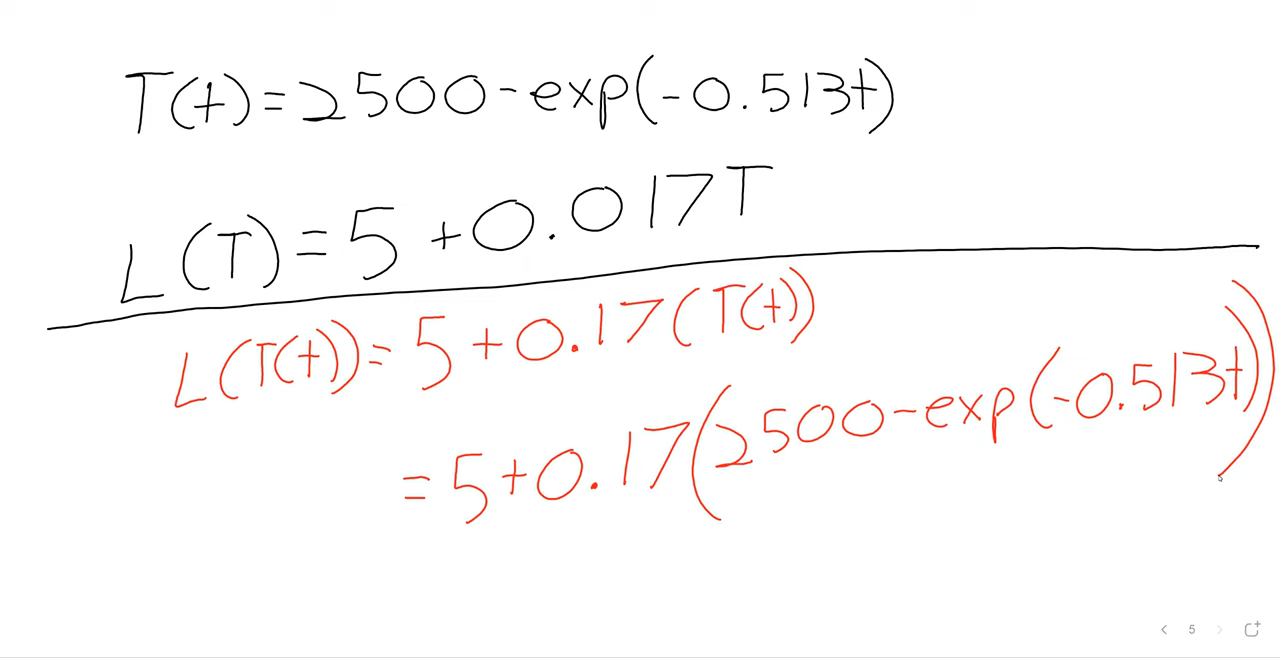 T(t)=2500-exp(-0.513t)
L(T)=5+0.017T
L(T(t))=5+0.17(T(t))
=5+0.17(2500-exp(-0.513t))
< 5 >